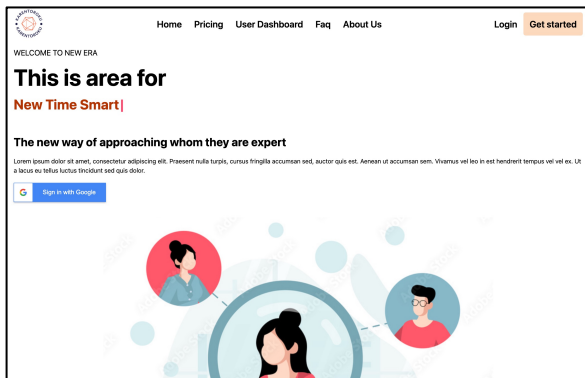 KARENTOKORO
KARENTOKORO
Home Pricing User Dashboard Faq About Us Login Get started
WELCOME TO NEW ERA
This is area for
New Time Smart|
The new way of approaching whom they are expert
Lorem ipsum dolor sit amet, consectetur adipiscing elit. Praesent nulla turpis, cursus fringilla accumsan sed, auctor quis est. Aenean ut accumsan sem. Vivamus vel leo in est hendrerit tempus vel vel ex. Ut
a lacus eu tellus luctus tincidunt sed quis dolor.
G Sign in with Google